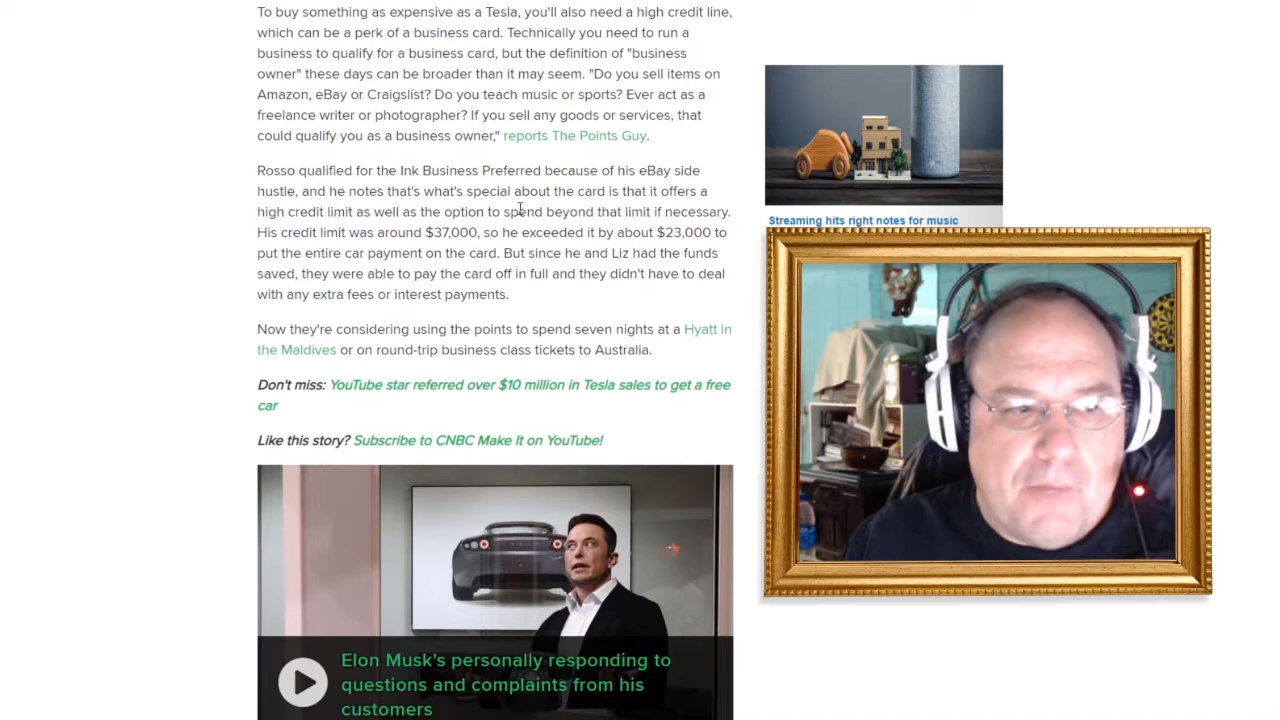 To buy something as expensive as a Tesla, you'll also need a high credit line,
which can be a perk of a business card. Technically you need to run a
business to qualify for a business card, but the definition of "business
owner" these days can be broader than it may seem. "Do you sell items on
Amazon, eBay or Craigslist? Do you teach music or sports? Ever act as a
freelance writer or photographer? If you sell any goods or services, that
could qualify you as a business owner," reports The Points Guy.
Rosso qualified for the Ink Business Preferred because of his eBay side
hustle, and he notes that's what's special about the card is that it offers a
high credit limit as well as the option to spend beyond that limit if necessary.
His credit limit was around $37,000, so he exceeded it by about $23,000 to
put the entire car payment on the card. But since he and Liz had the funds
saved, they were able to pay the card off in full and they didn't have to deal
with any extra fees or interest payments.
Now they're considering using the points to spend seven nights at a Hyatt in
the Maldives or on round-trip business class tickets to Australia.
Don't miss: YouTube star referred over $10 million in Tesla sales to get a free
car
Like this story? Subscribe to CNBC Make It on YouTube!
Elon Musk's personally responding to
questions and complaints from his
customers
Streaming hits right notes for music